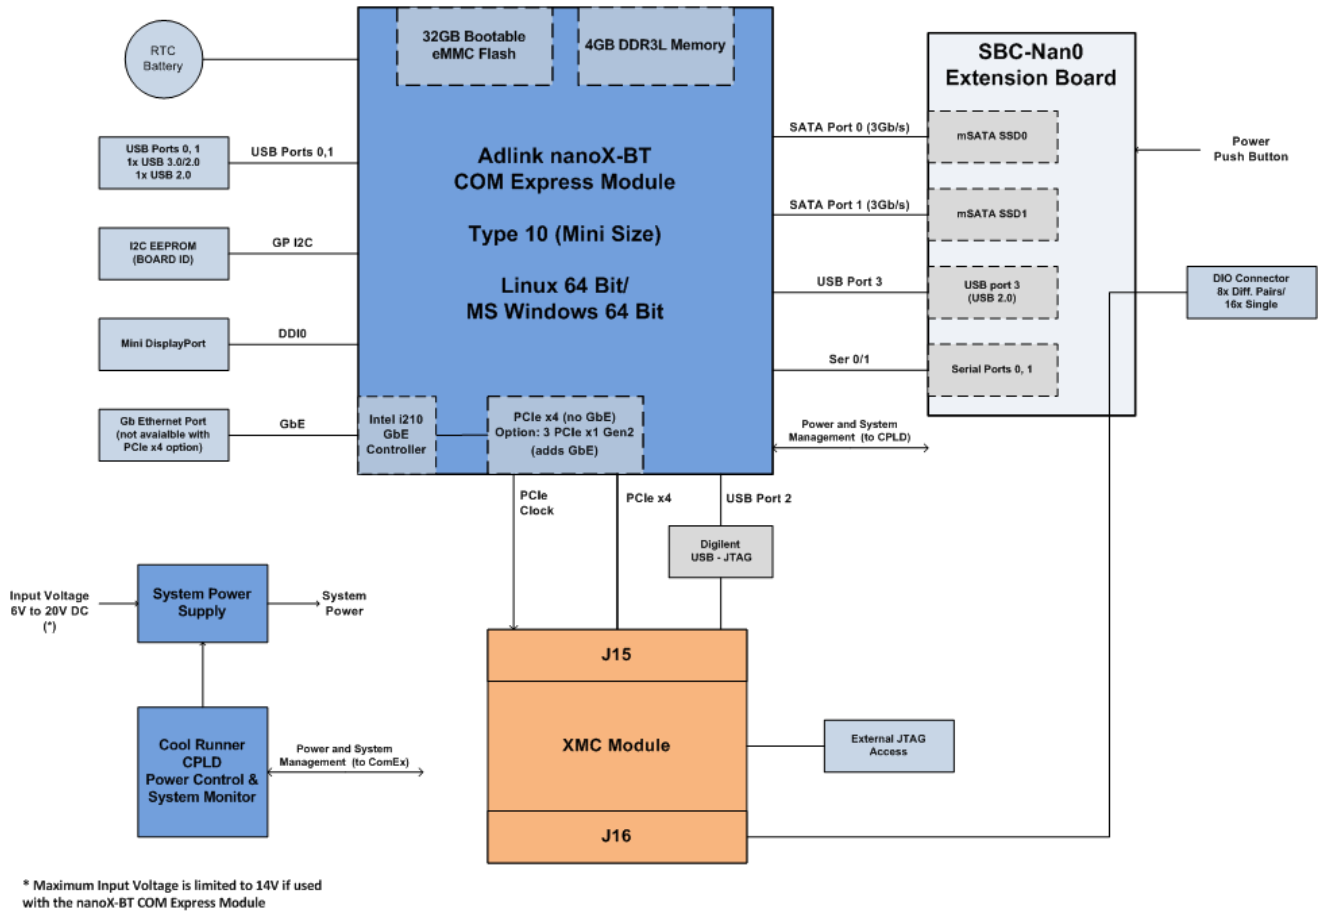 32GB Bootable
eMMC Flash
4GB DDR3L Memory
RTC
Battery
SBC-Nan0
Extension Board
USB Ports 0, 1
1x USB 3.0/2.0
1x USB 2.0
USB Ports 0,1
Adlink nanoX-BT
COM Express Module
Type 10 (Mini Size)
Linux 64 Bit/
MS Windows 64 Bit
SATA Port 0 (3Gb/s)
mSATA SSD0
Power
Push Button
SATA Port 1 (3Gb/s)
mSATA SSD1
I2C EEPROM
(BOARD ID)
GP I2C
USB Port 3
USB port 3
(USB 2.0)
DIO Connector
8x Diff. Pairs/
16x Single
Mini DisplayPort
DDI0
Ser 0/1
Serial Ports 0, 1
Gb Ethernet Port
(not avaialble with
PCIe x4 option)
GbE
Intel i210
GbE
Controller
PCIe x4 (no GbE)
Option: 3 PCIe x1 Gen2
(adds GbE)
Power and System
Management (to CPLD)
PCIe
Clock
PCIe x4
USB Port 2
Digilent
USB - JTAG
Input Voltage
6V to 20V DC
(*)
System Power
Supply
System
Power
J15
XMC Module
J16
External JTAG
Access
Cool Runner
CPLD
Power Control &
System Monitor
Power and System
Management (to ComEx)
* Maximum Input Voltage is limited to 14V if used
with the nanoX-BT COM Express Module